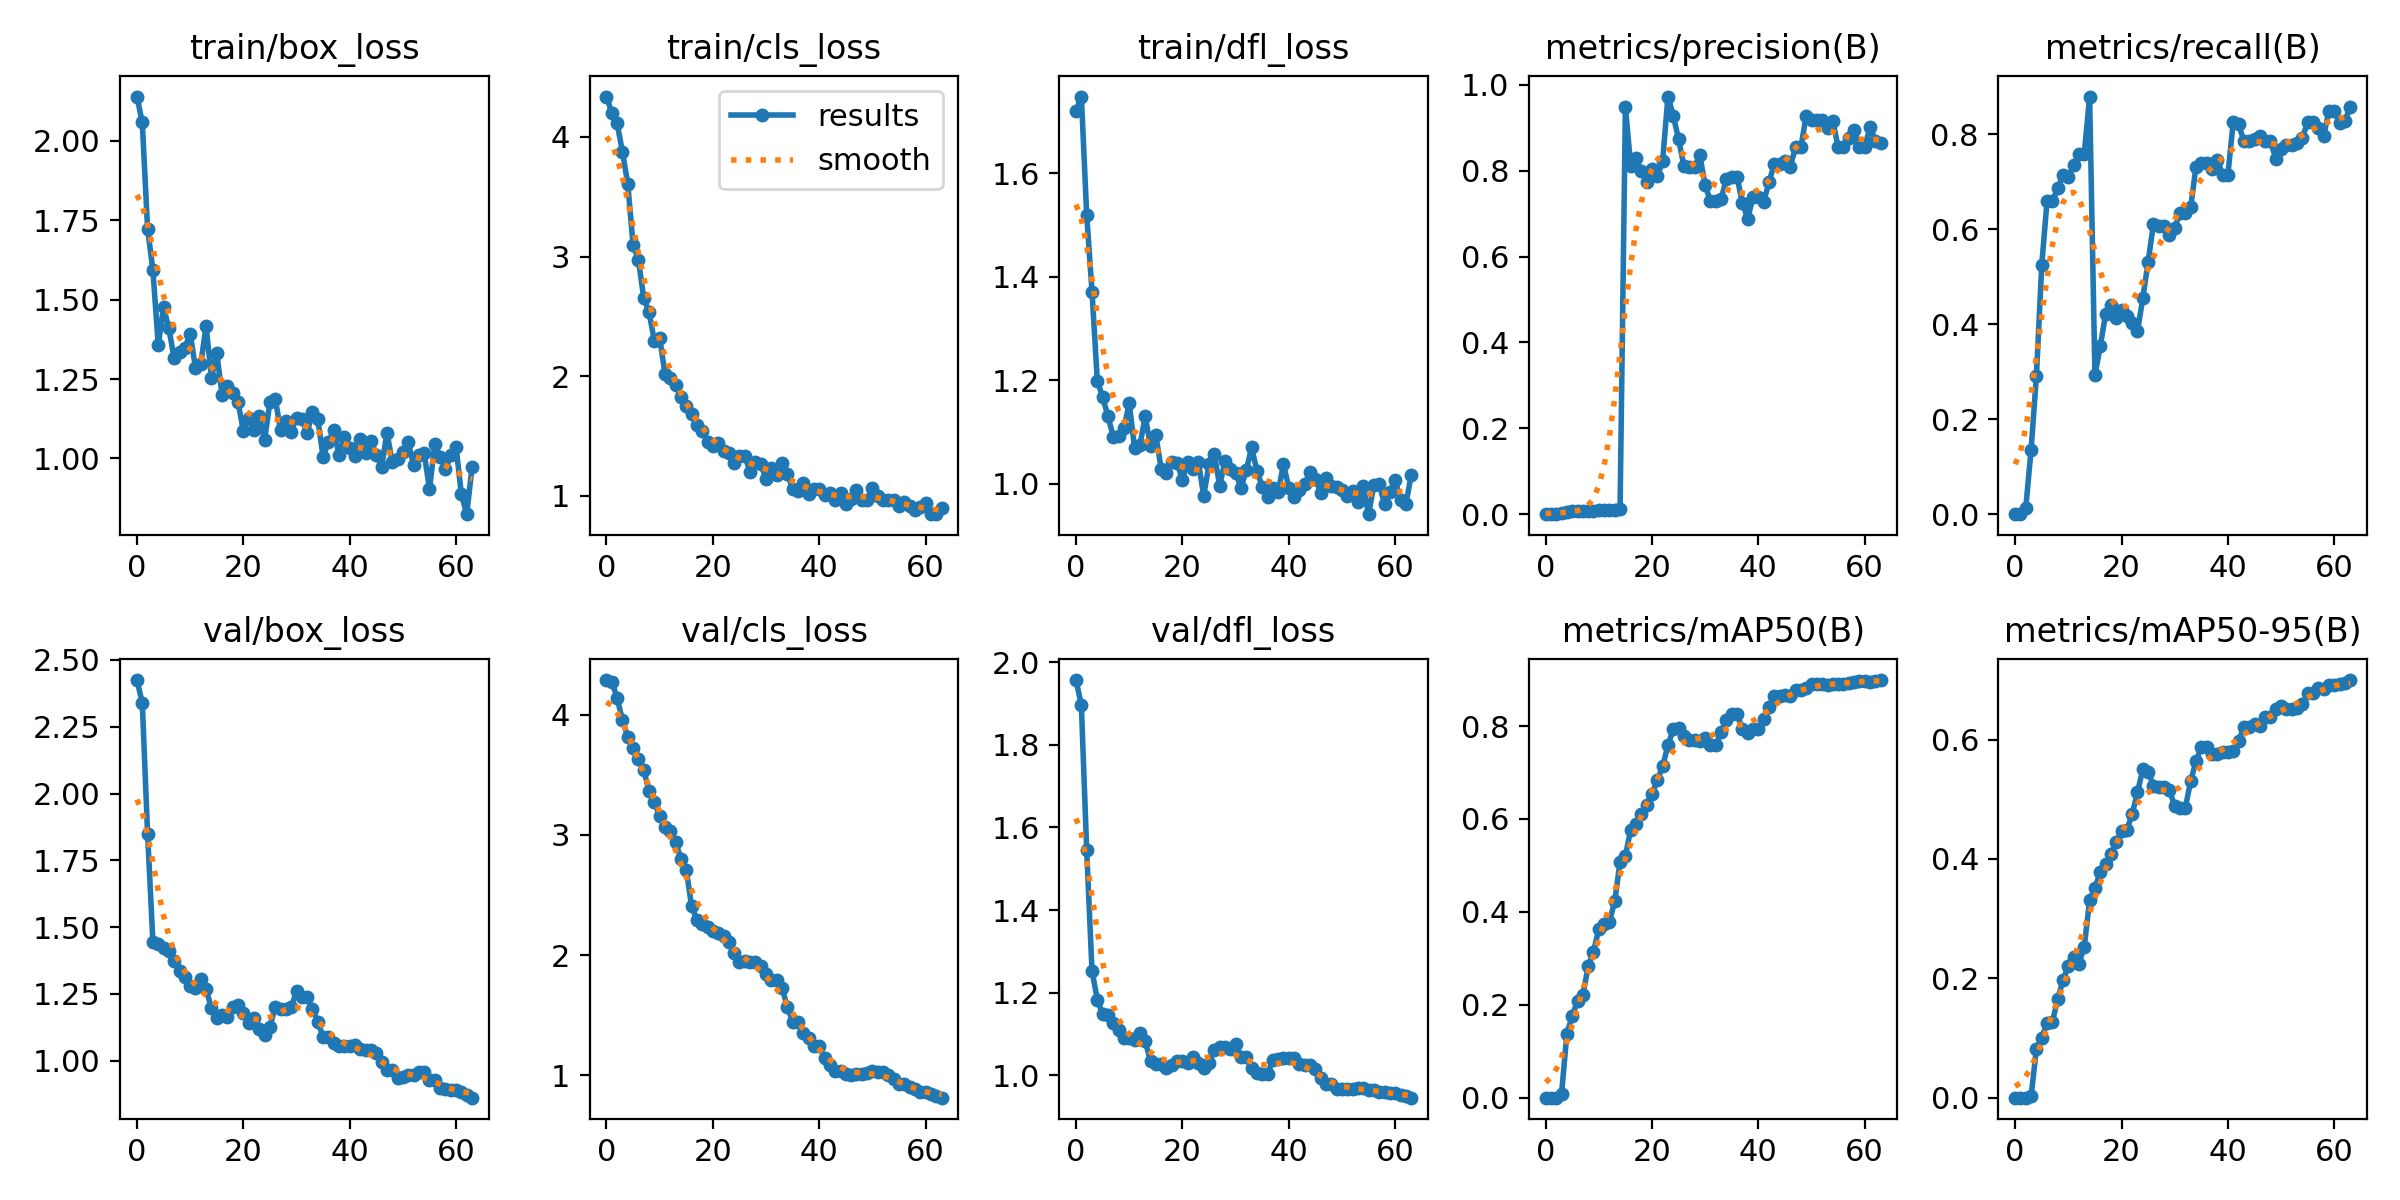 train/box_loss
2.00
1.75
1.50
1.25
1.00
0 20 40 60
train/cls_loss
results
smooth
4
3
2
1
0 20 40 60
train/dfl_loss
1.6
1.4
1.2
1.0
0 20 40 60
metrics/precision(B)
1.0
0.8
0.6
0.4
0.2
0.0
0 20 40 60
metrics/recall(B)
0.8
0.6
0.4
0.2
0.0
0 20 40 60
val/box_loss
2.50
2.25
2.00
1.75
1.50
1.25
1.00
0 20 40 60
val/cls_loss
4
3
2
1
0 20 40 60
val/dfl_loss
2.0
1.8
1.6
1.4
1.2
1.0
0 20 40 60
metrics/mAP50(B)
0.8
0.6
0.4
0.2
0.0
0 20 40 60
metrics/mAP50-95(B)
0.6
0.4
0.2
0.0
0 20 40 60